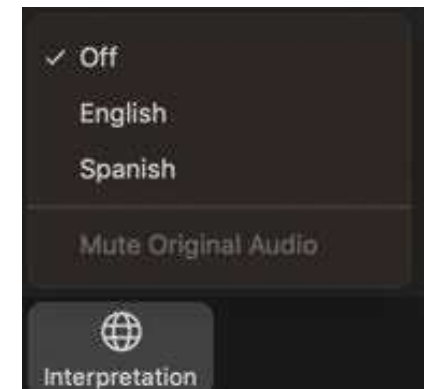 Off
English
Spanish
Mute Original Audio
Interpretation